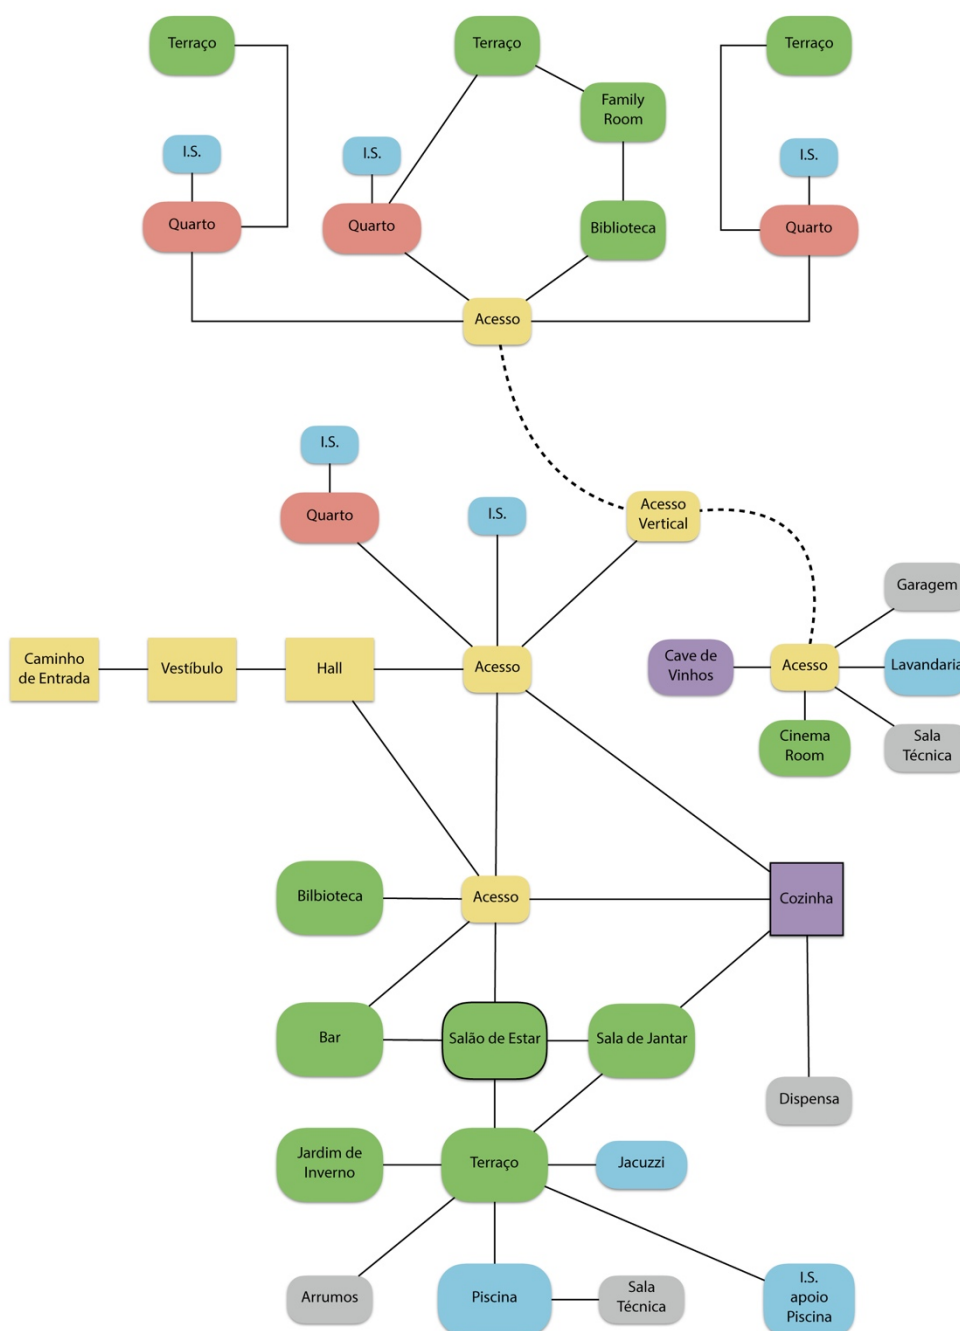 Terraço
Terraço
Terraço
Family
Room
I.S.
I.S.
I.S.
Quarto
Quarto
Biblioteca
Quarto
Acesso
I.S.
Quarto
I.S.
Acesso
Vertical
Garagem
Caminho
de Entrada
Vestíbulo
Hall
Acesso
Cave de
Vinhos
Acesso
Lavandaria
Cinema
Room
Sala
Técnica
Bilbioteca
Acesso
Cozinha
Bar
Salão de Estar
Sala de Jantar
Dispensa
Jardim de
Inverno
Terraço
Jacuzzi
Arrumos
Piscina
Sala
Técnica
I.S.
apoio
Piscina